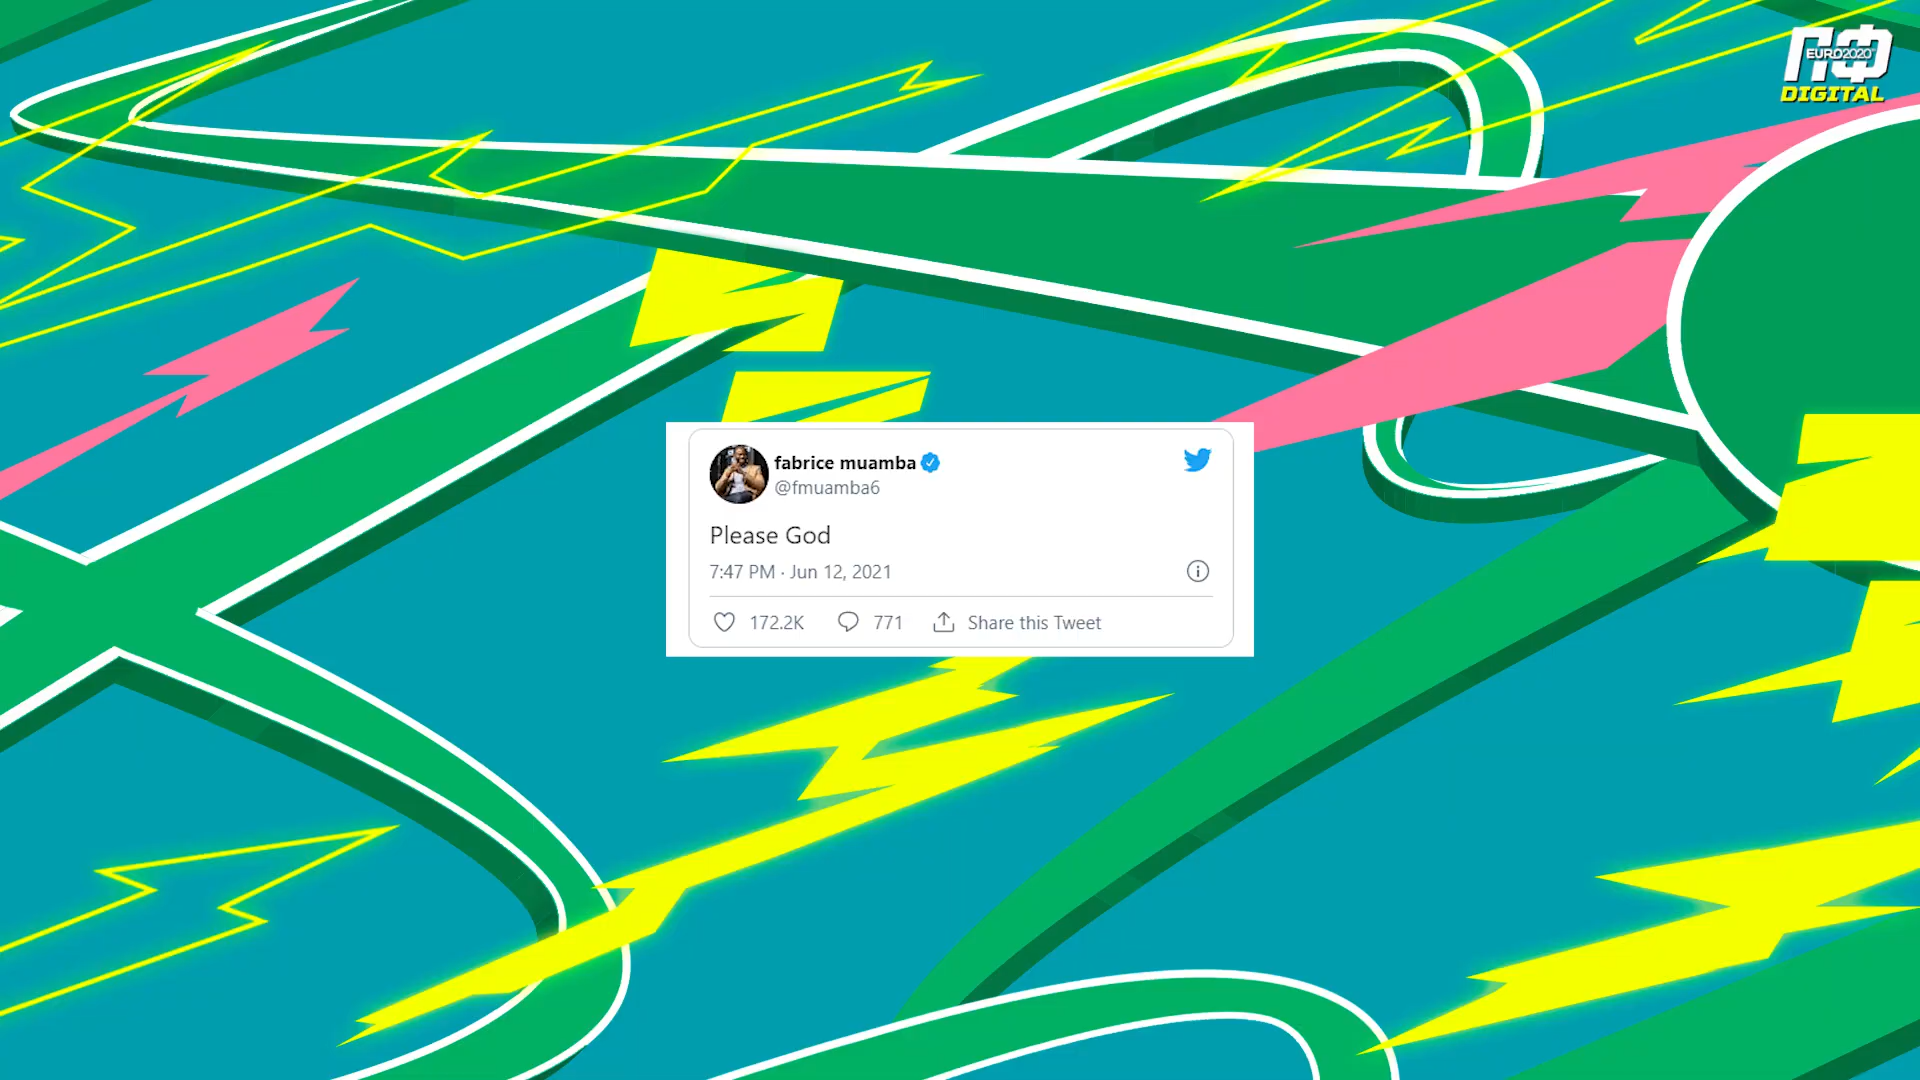 ПФ
EURO2020
DIGITAL
fabrice muamba
@fmuamba6
Please God
7:47 PM · Jun 12, 2021
172.2K 771 Share this Tweet